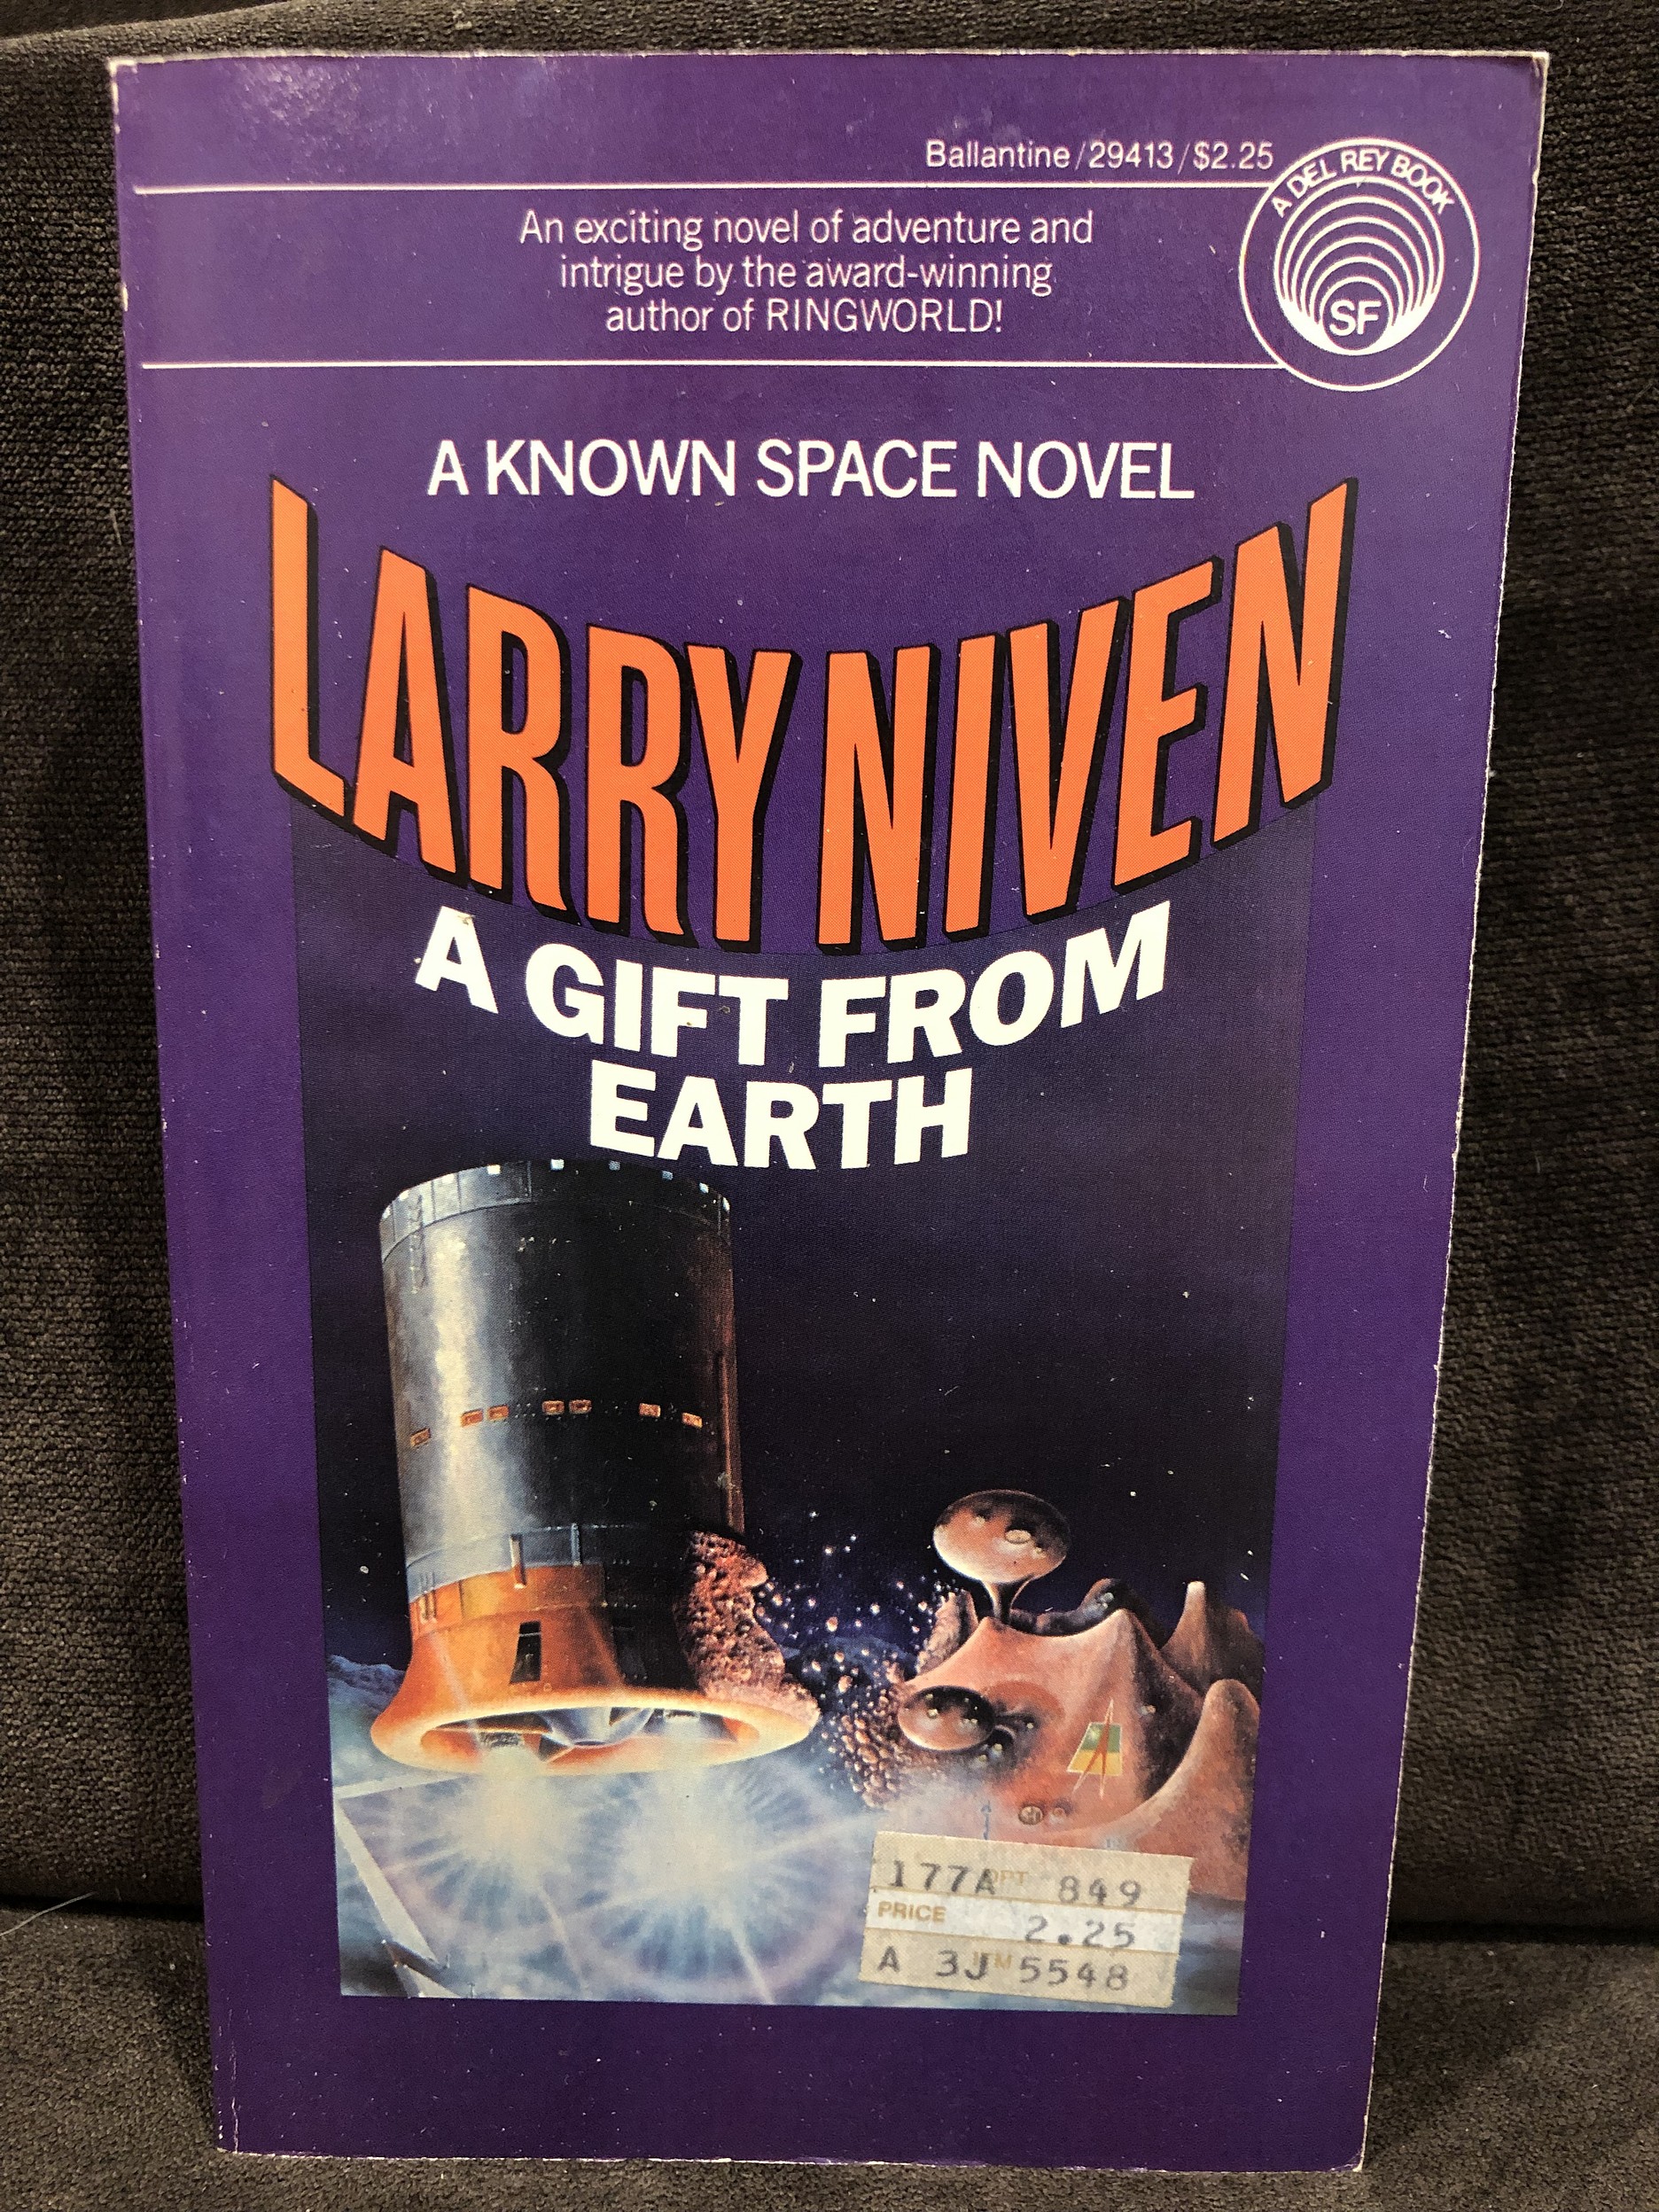 Ballantine/29413/$2.25
A DEL REY BOOK
SF
An exciting novel of adventure and
intrigue by the award-winning
author of RINGWORLD!
A KNOWN SPACE NOVEL
LARRY NIVEN
A GIFT FROM
EARTH
177A DPT 849
PRICE 2.25
A 3J M 5548